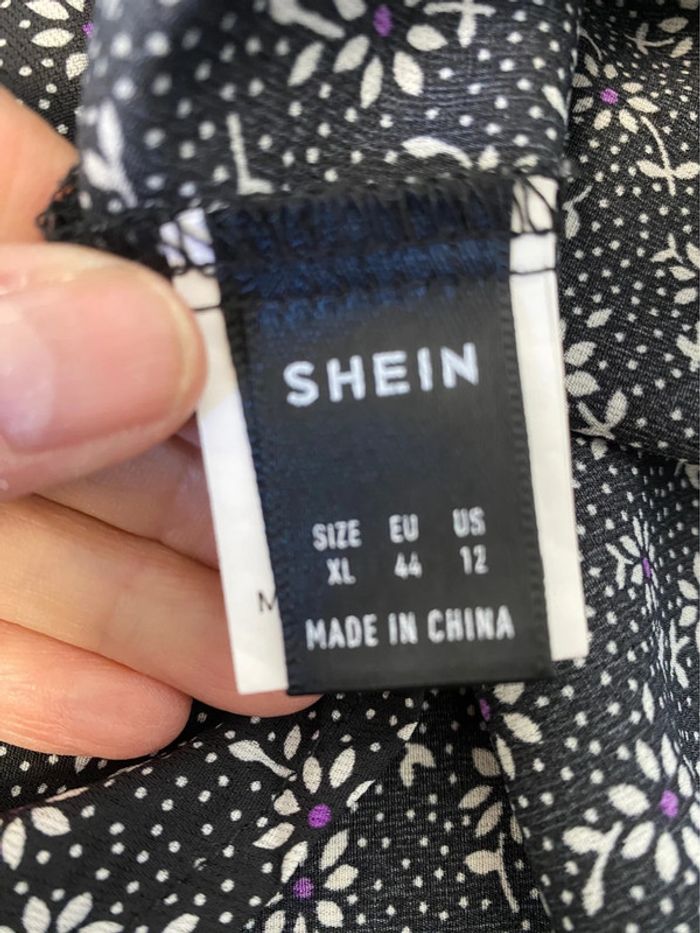 SHEIN
SIZE EU US
XL 44 12
M
MADE IN CHINA